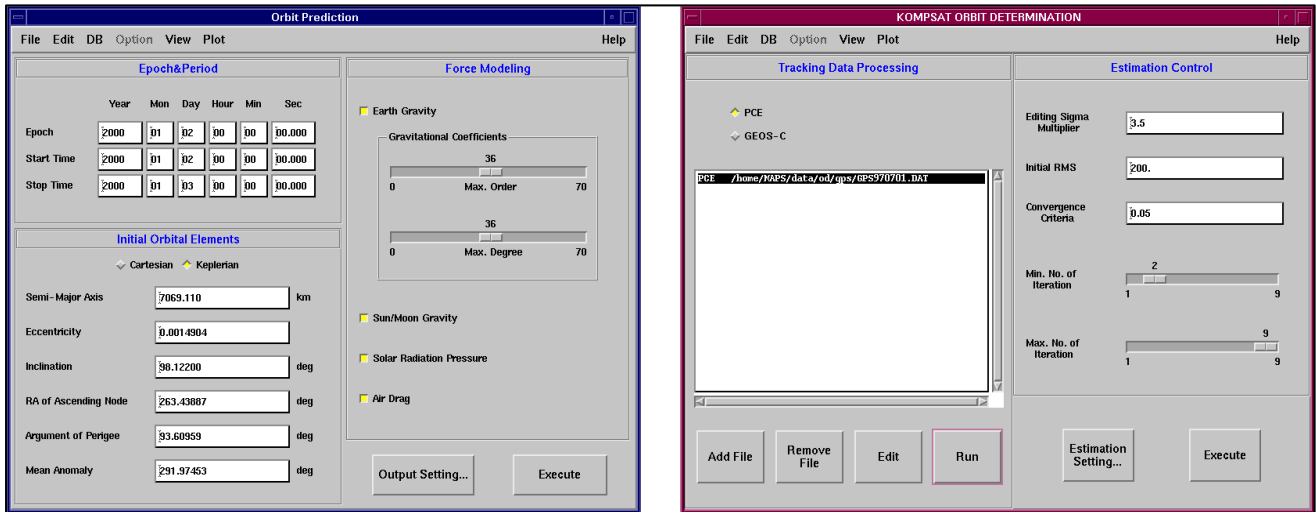 Orbit Prediction
File Edit DB Option View Plot Help
Epoch&Period
Year Mon Day Hour Min Sec
Epoch 2000 01 02 00 00 00.000
Start Time 2000 01 02 00 00 00.000
Stop Time 2000 01 03 00 00 00.000
Initial Orbital Elements
Cartesian Keplerian
Semi-Major Axis 7069.110 km
Eccentricity 0.0014904
Inclination 98.12200 deg
RA of Ascending Node 263.43887 deg
Argument of Perigee 93.60959 deg
Mean Anomaly 291.97453 deg
Force Modeling
Earth Gravity
Gravitational Coefficients
36
0 Max. Order 70
36
0 Max. Degree 70
Sun/Moon Gravity
Solar Radiation Pressure
Air Drag
Output Setting... Execute
KOMPSAT ORBIT DETERMINATION
File Edit DB Option View Plot Help
Tracking Data Processing
PCE
GEOS-C
PCE /home/MAPS/data/od/gps/GPS970701.DAT
Add File
Remove
File
Edit
Run
Estimation Control
Editing Sigma
Multiplier
3.5
Initial RMS 200.
Convergence
Criteria
0.05
Min. No. of
Iteration
2
1 9
Max. No. of
Iteration
9
1 9
Estimation
Setting...
Execute